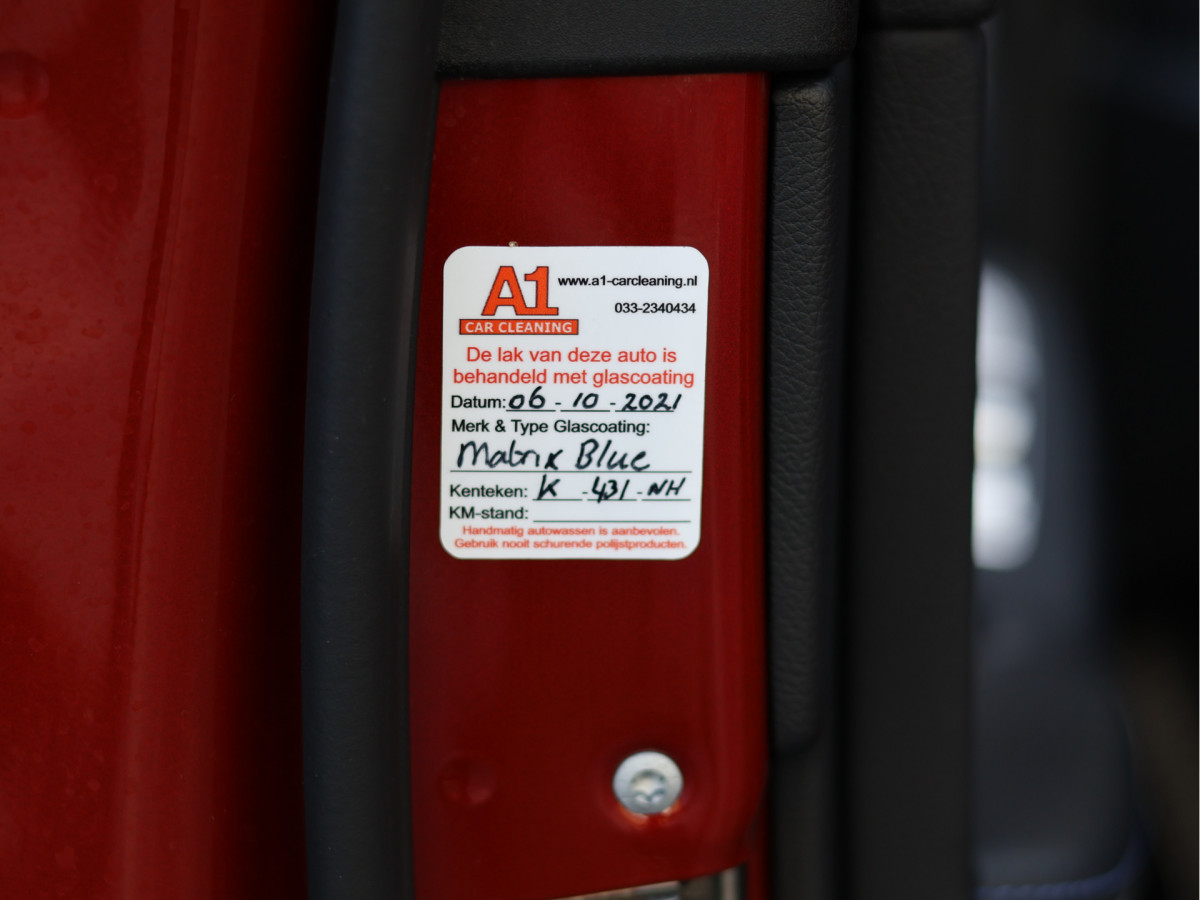 A1
www.a1-carcleaning.nl
033-2340434
CAR CLEANING
De lak van deze auto is
behandeld met glascoating
Datum: 06 - 10 - 2021
Merk & Type Glascoating:
Matrix Blue
Kenteken: K - 431 - NH
KM-stand:
Handmatig autowassen is aanbevolen.
Gebruik nooit schurende polijstproducten.